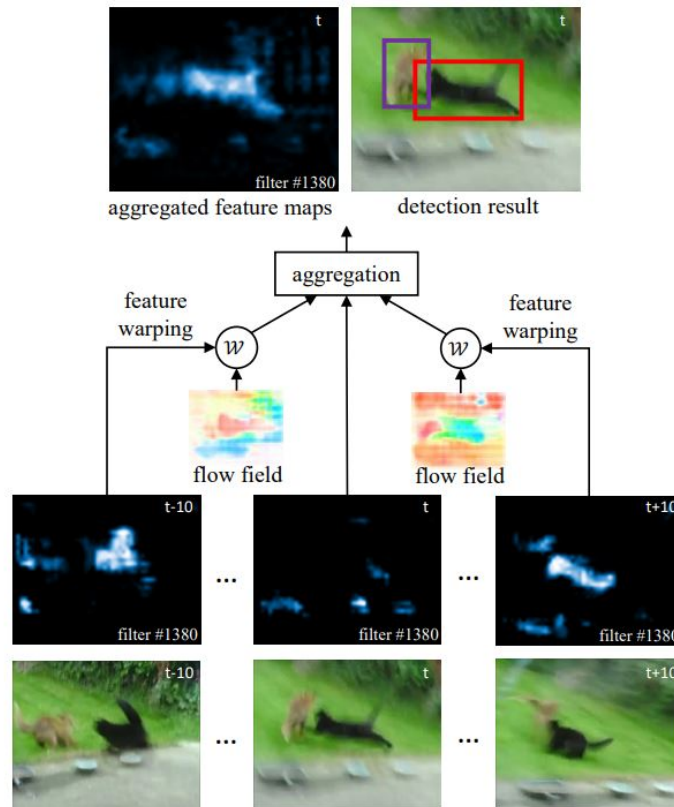 t
t
filter #1380
aggregated feature maps
detection result
aggregation
feature
warping
feature
warping
W
W
flow field
flow field
t-10
t
t+10
...
...
filter #1380
filter #1380
filter #1380
t-10
t
t+10
...
...